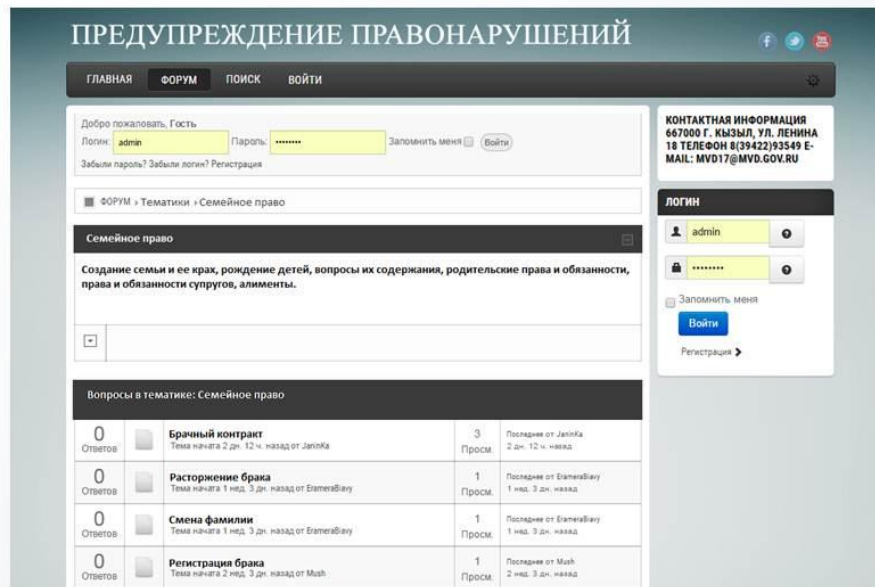 ПРЕДУПРЕЖДЕНИЕ ПРАВОНАРУШЕНИЙ
ГЛАВНАЯ ФОРУМ ПОИСК ВОЙТИ
Добро пожаловать, Гость
Логин: admin Пароль: •••••••• Запомнить меня Войти
Забыли пароль? Забыли логин? Регистрация
ФОРУМ › Тематики › Семейное право
Семейное право
Создание семьи и ее крах, рождение детей, вопросы их содержания, родительские права и обязанности,
права и обязанности супругов, алименты.
Вопросы в тематике: Семейное право
0 Ответов
Брачный контракт
Тема начата 2 дн. 12 ч. назад от JaninKa
3 Просм.
Последнее от JaninKa
2 дн. 12 ч. назад
0 Ответов
Расторжение брака
Тема начата 1 нед. 3 дн. назад от ErameraBiavy
1 Просм.
Последнее от ErameraBiavy
1 нед. 3 дн. назад
0 Ответов
Смена фамилии
Тема начата 1 нед. 3 дн. назад от ErameraBiavy
1 Просм.
Последнее от ErameraBiavy
1 нед. 3 дн. назад
0 Ответов
Регистрация брака
Тема начата 2 нед. 3 дн. назад от Mush
1 Просм.
Последнее от Mush
2 нед. 3 дн. назад
КОНТАКТНАЯ ИНФОРМАЦИЯ
667000 Г. КЫЗЫЛ, УЛ. ЛЕНИНА
18 ТЕЛЕФОН 8(39422)93549 E-
MAIL: MVD17@MVD.GOV.RU
ЛОГИН
admin
••••••••
Запомнить меня
Войти
Регистрация